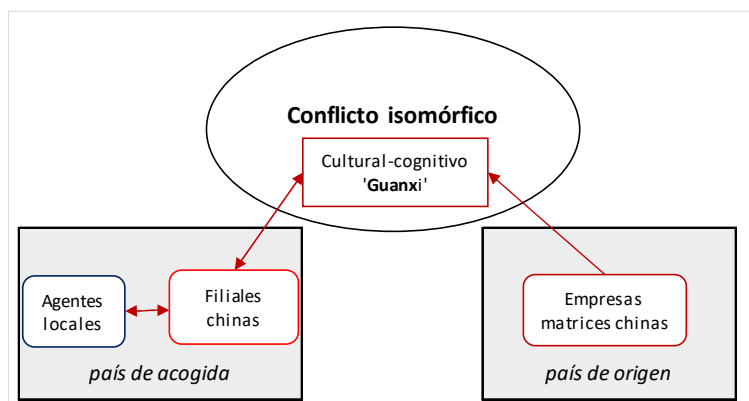 Conflicto isomórfico
Cultural-cognitivo
'Guanxi'
Agentes
locales
Filiales
chinas
país de acogida
Empresas
matrices chinas
país de origen